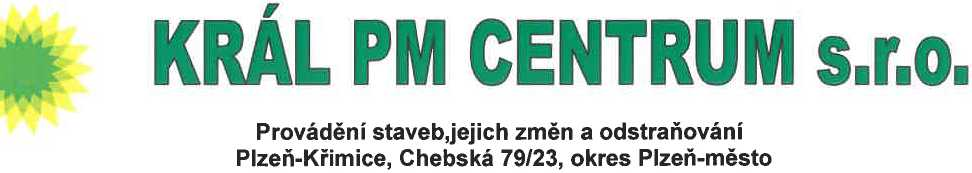 KRÁL PM CENTRUM s.r.o.
Provádění staveb,jejich změn a odstraňování
Plzeň-Křimice, Chebská 79/23, okres Plzeň-město